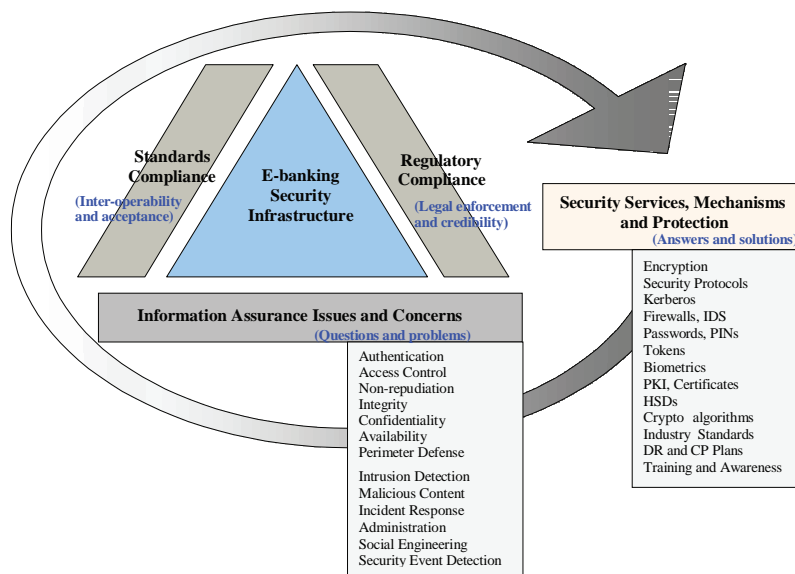 Standards
Compliance
(Inter-operability
and acceptance)
E-banking
Security
Infrastructure
Regulatory
Compliance
(Legal enforcement
and credibility)
Security Services, Mechanisms
and Protection
(Answers and solutions)
Encryption
Security Protocols
Kerberos
Firewalls, IDS
Passwords, PINs
Tokens
Biometrics
PKI, Certificates
HSDs
Crypto algorithms
Industry Standards
DR and CP Plans
Training and Awareness
Information Assurance Issues and Concerns
(Questions and problems)
Authentication
Access Control
Non-repudiation
Integrity
Confidentiality
Availability
Perimeter Defense
Intrusion Detection
Malicious Content
Incident Response
Administration
Social Engineering
Security Event Detection